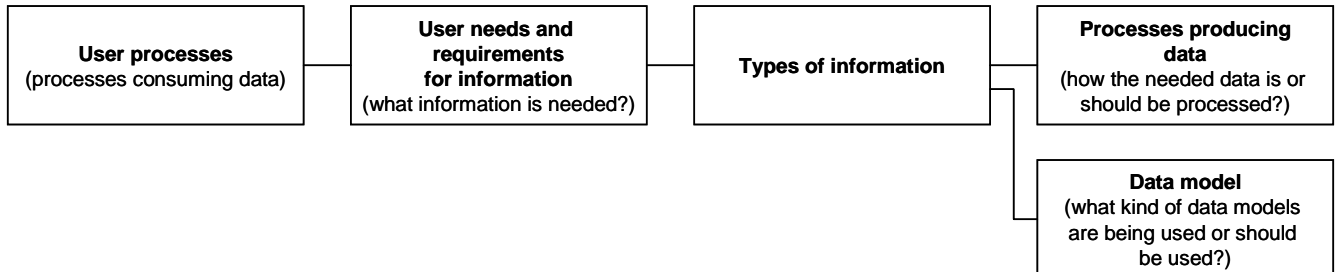 User processes
(processes consuming data)
User needs and
requirements
for information
(what information is needed?)
Types of information
Processes producing
data
(how the needed data is or
should be processed?)
Data model
(what kind of data models
are being used or should
be used?)